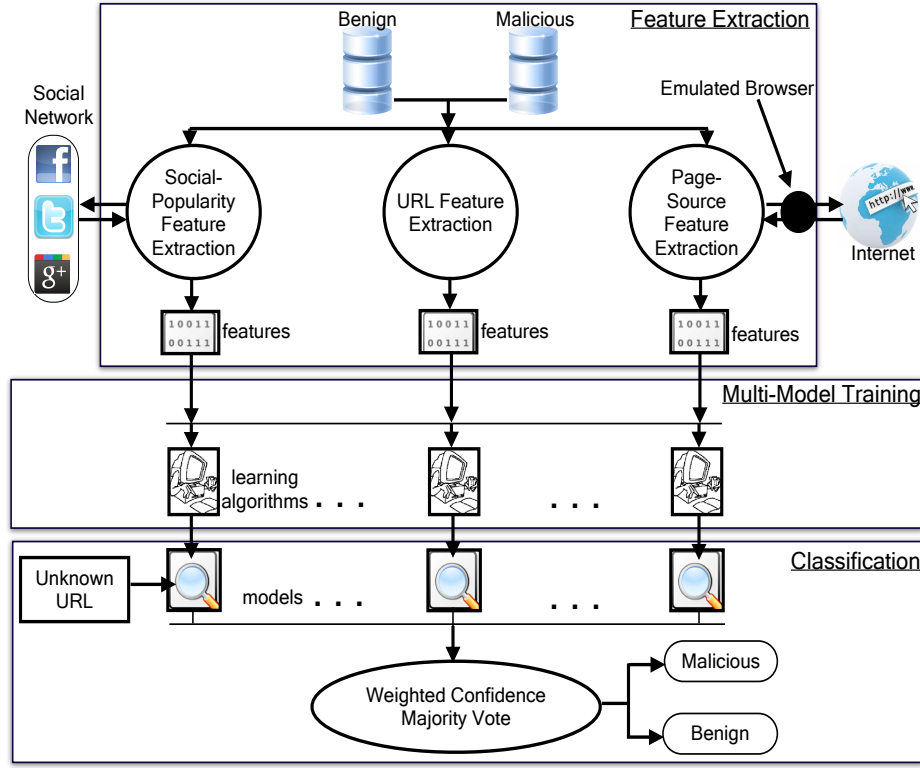 Benign
Malicious
Feature Extraction
Social
Network
Emulated Browser
f
t
g+
Social-
Popularity
Feature
Extraction
URL Feature
Extraction
Page-
Source
Feature
Extraction
http://www
Internet
10011
00111
features
10011
00111
features
10011
00111
features
Multi-Model Training
learning
algorithms . . .
. . .
Classification
Unknown
URL
models . . .
. . .
Weighted Confidence
Majority Vote
Malicious
Benign